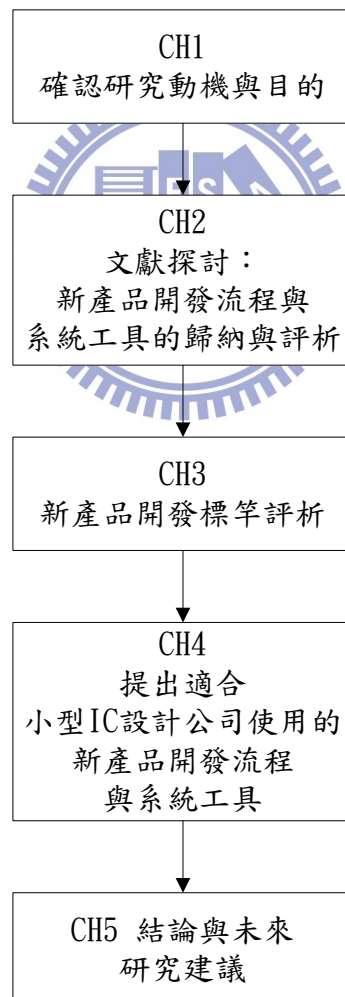 CH1
確認研究動機與目的
CH2
文獻探討：
新產品開發流程與
系統工具的歸納與評析
CH3
新產品開發標竿評析
CH4
提出適合
小型IC設計公司使用的
新產品開發流程
與系統工具
CH5 結論與未來
研究建議